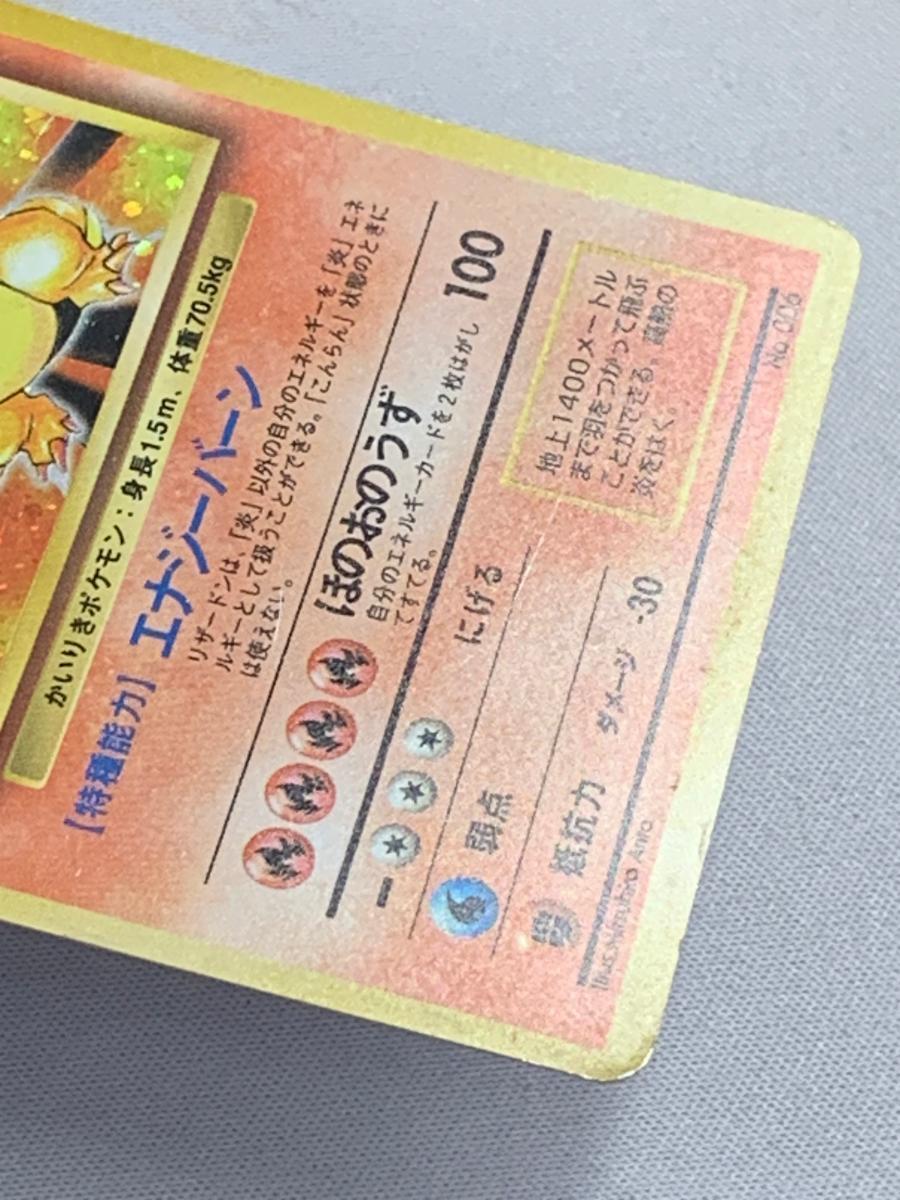 かいりきポケモン：身長1.5m、体重70.5kg
【特種能力】エナジーバーン
リザードンは、「炎」以外の自分のエネルギーを「炎」エネ
ルギーとして扱うことができる。「こんらん」状態のときに
は使えない。
ほのおのうず 100
自分のエネルギーカードを2枚はがし
てすてる。
にげる
弱点
抵抗力 ダメージ -30
地上1400メートル
まで羽をつかって飛ぶ
ことができる。高熱の
炎をはく。
Illus. Mitsuhiro Arita
No. 006